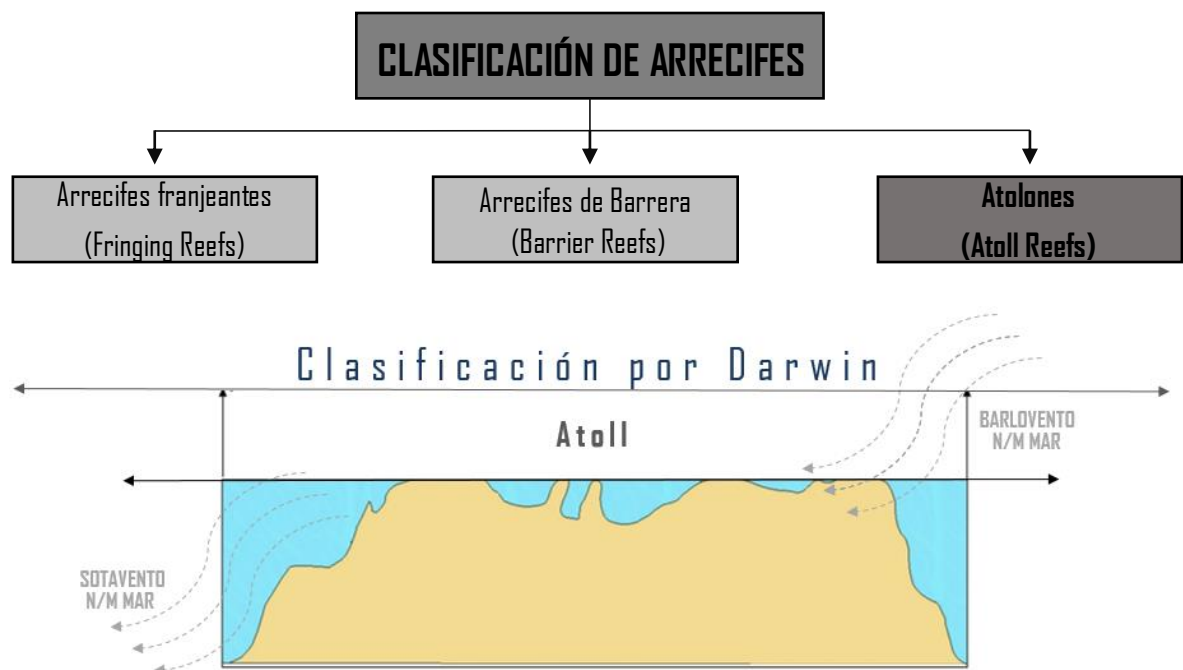 CLASIFICACIÓN DE ARRECIFES
Arrecifes franjeantes
(Fringing Reefs)
Arrecifes de Barrera
(Barrier Reefs)
Atolones
(Atoll Reefs)
Clasificación por Darwin
Atoll
BARLOVENTO
N/M MAR
SOTAVENTO
N/M MAR